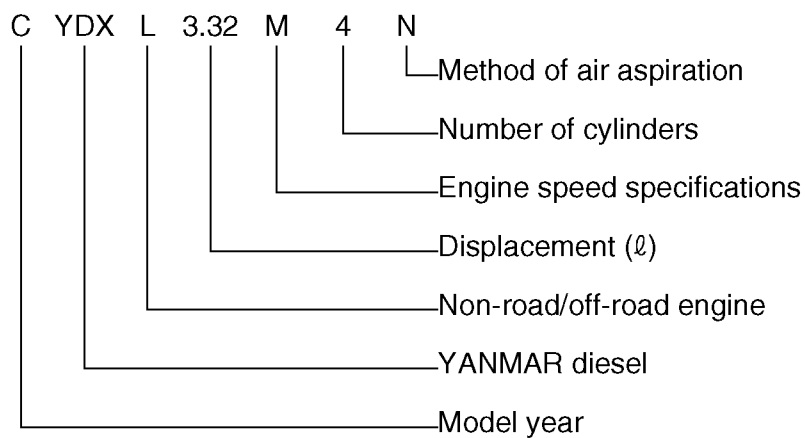 C YDX L 3.32 M 4 N
Method of air aspiration
Number of cylinders
Engine speed specifications
Displacement (ℓ)
Non-road/off-road engine
YANMAR diesel
Model year